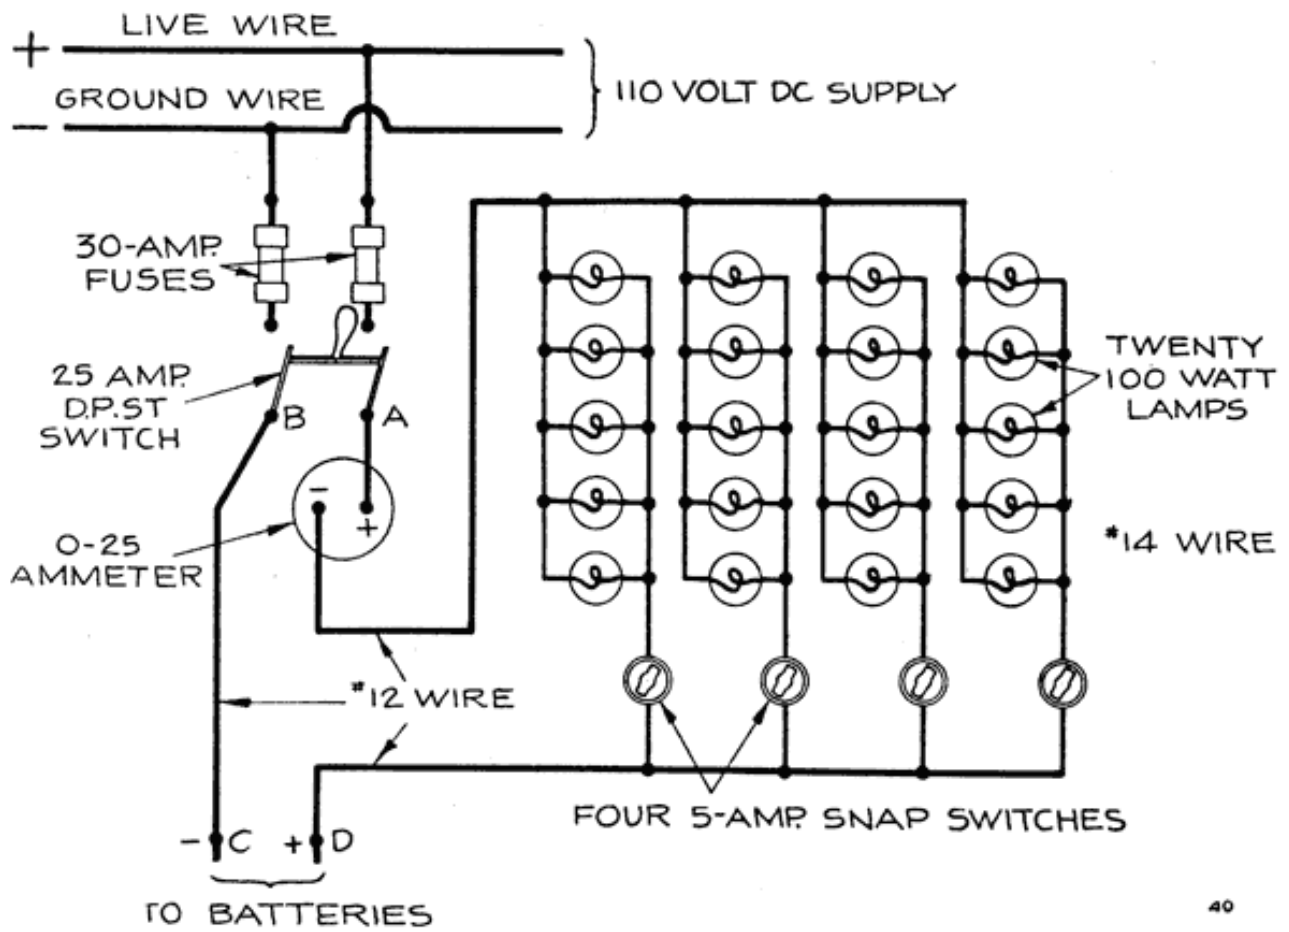 LIVE WIRE
+
GROUND WIRE
−
110 VOLT DC SUPPLY
30-AMP.
FUSES
25 AMP.
D.P.ST
SWITCH
B
A
TWENTY
100 WATT
LAMPS
− +
0-25
AMMETER
#14 WIRE
#12 WIRE
FOUR 5-AMP. SNAP SWITCHES
− C + D
TO BATTERIES
40